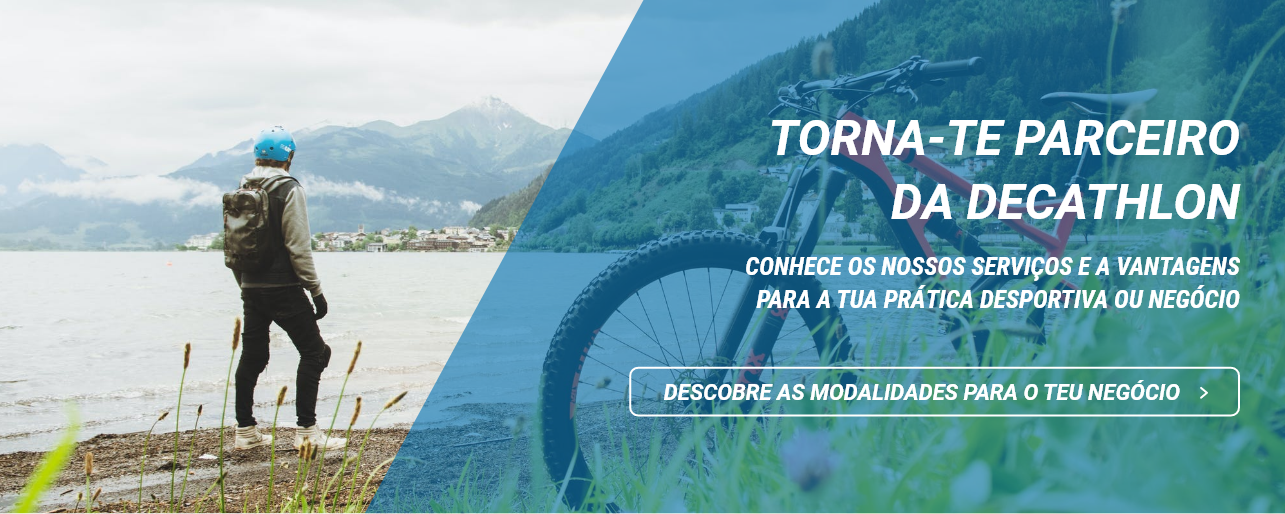 TORNA-TE PARCEIRO
DA DECATHLON
CONHECE OS NOSSOS SERVIÇOS E A VANTAGENS
PARA A TUA PRÁTICA DESPORTIVA OU NEGÓCIO
DESCOBRE AS MODALIDADES PARA O TEU NEGÓCIO >